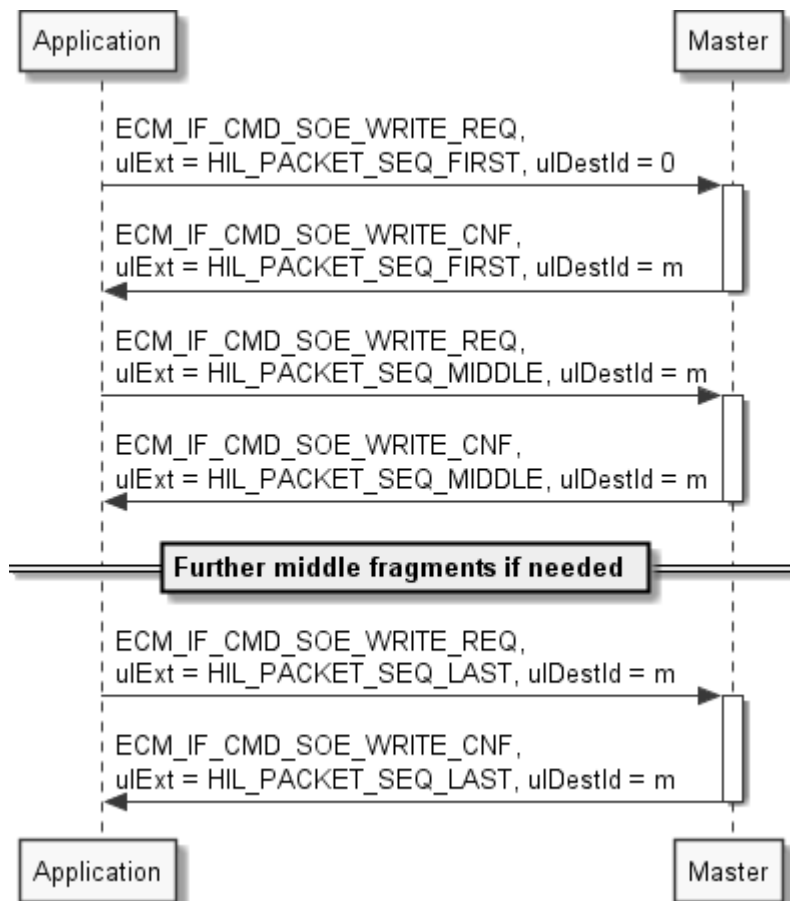 Application Master
ECM_IF_CMD_SOE_WRITE_REQ,
ulExt = HIL_PACKET_SEQ_FIRST, ulDestId = 0
ECM_IF_CMD_SOE_WRITE_CNF,
ulExt = HIL_PACKET_SEQ_FIRST, ulDestId = m
ECM_IF_CMD_SOE_WRITE_REQ,
ulExt = HIL_PACKET_SEQ_MIDDLE, ulDestId = m
ECM_IF_CMD_SOE_WRITE_CNF,
ulExt = HIL_PACKET_SEQ_MIDDLE, ulDestId = m
Further middle fragments if needed
ECM_IF_CMD_SOE_WRITE_REQ,
ulExt = HIL_PACKET_SEQ_LAST, ulDestId = m
ECM_IF_CMD_SOE_WRITE_CNF,
ulExt = HIL_PACKET_SEQ_LAST, ulDestId = m
Application Master